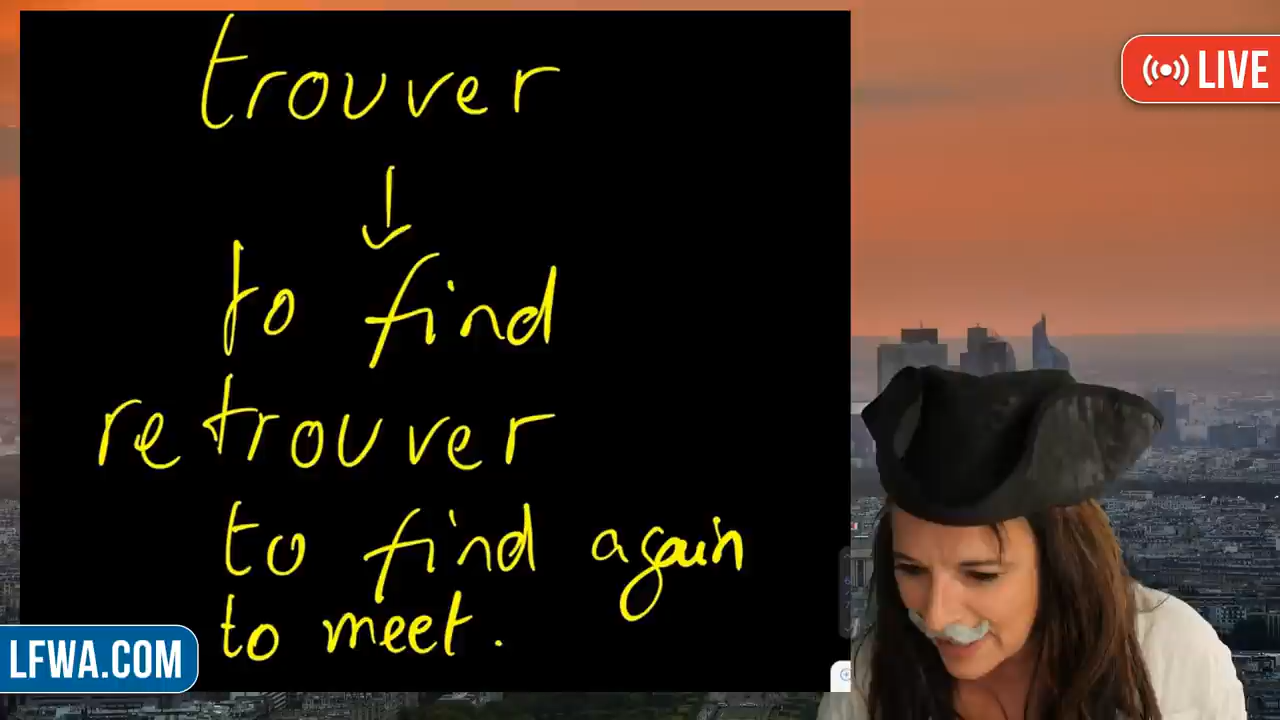 trouver
to find
retrouver
to find again
to meet.
LIVE
LFWA.COM